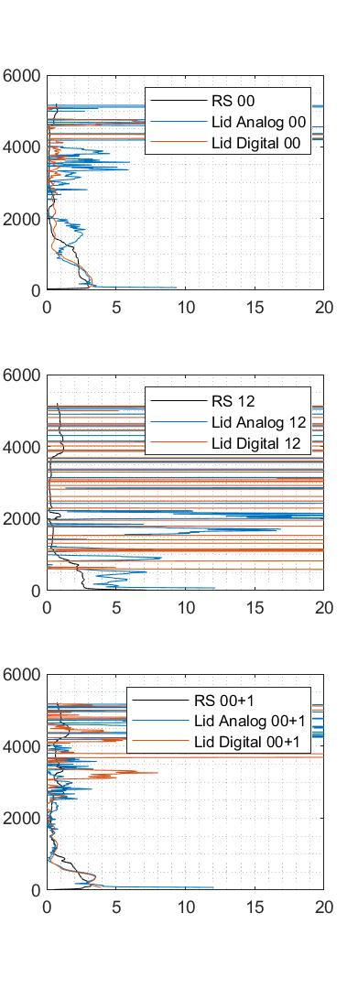 6000
RS 00
Lid Analog 00
Lid Digital 00
4000
2000
0
0 5 10 15 20
6000
RS 12
Lid Analog 12
Lid Digital 12
4000
2000
0
0 5 10 15 20
6000
RS 00+1
Lid Analog 00+1
Lid Digital 00+1
4000
2000
0
0 5 10 15 20